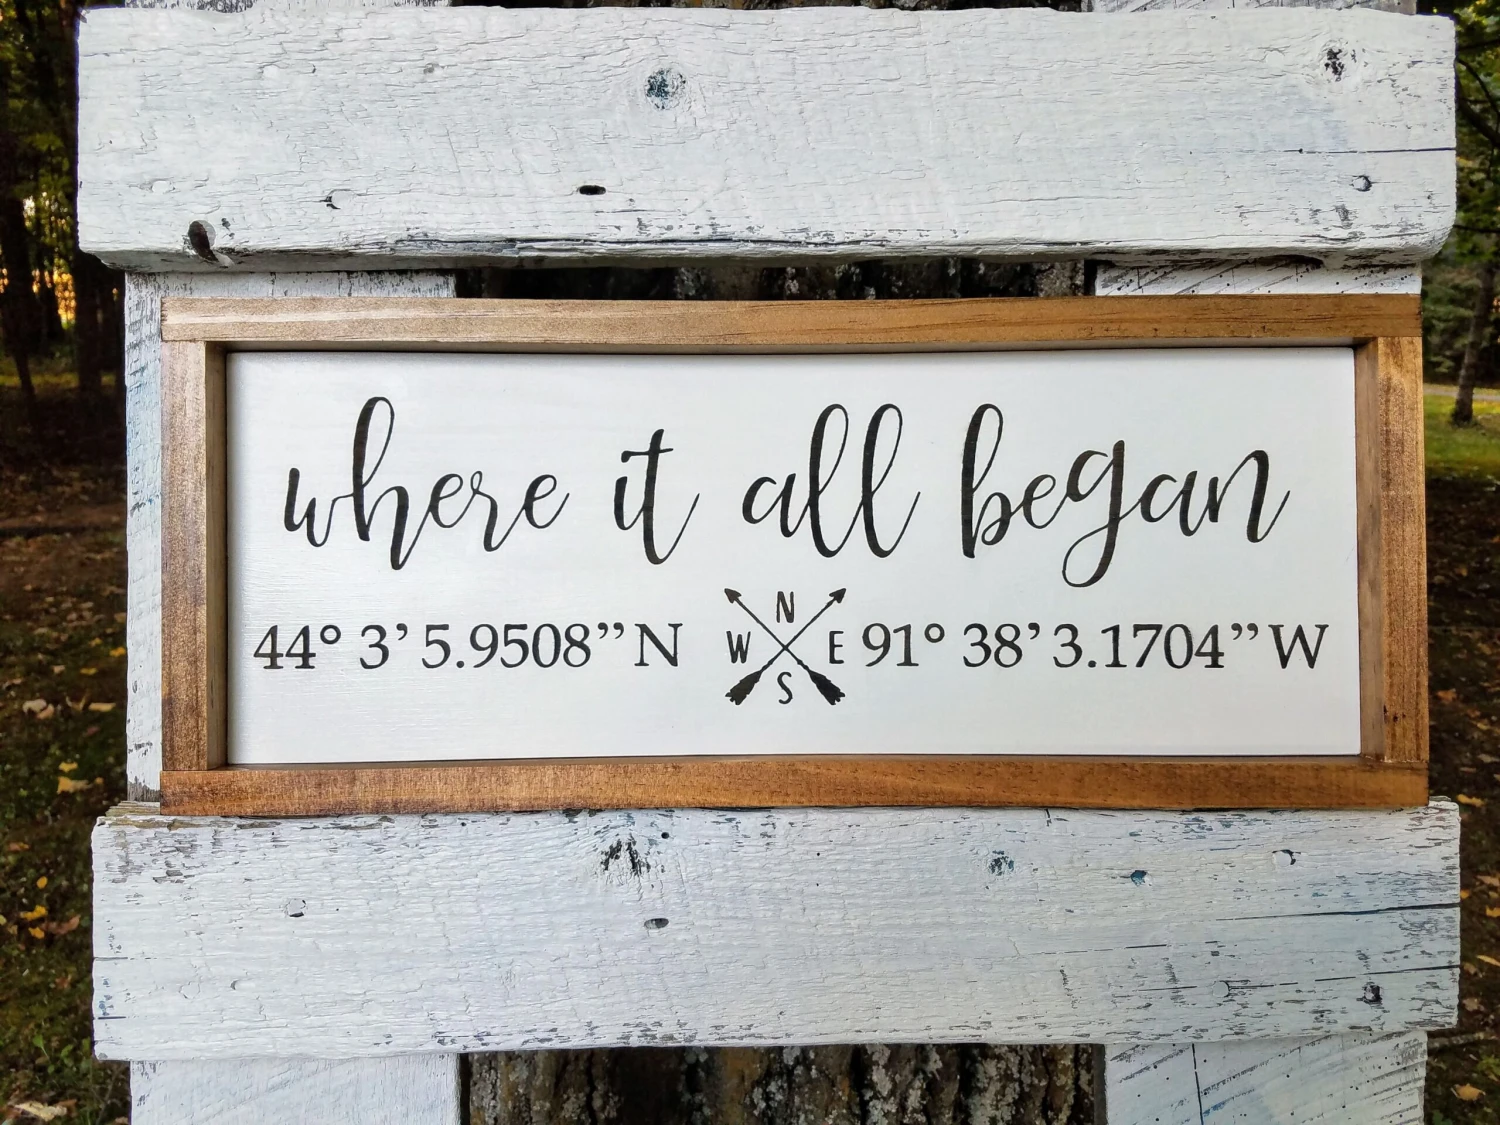 where it all began
44° 3’ 5.9508” N N W E S 91° 38’ 3.1704” W